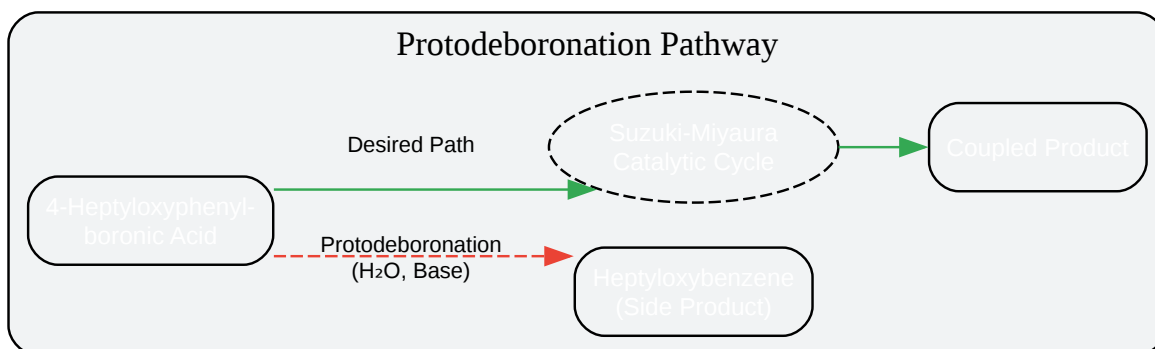 Protodeboronation Pathway
Desired Path
Suzuki-Miyaura
Catalytic Cycle
Coupled Product
4-Heptyloxyphenyl-
boronic Acid
Protodeboronation
(H₂O, Base)
Heptyloxybenzene
(Side Product)